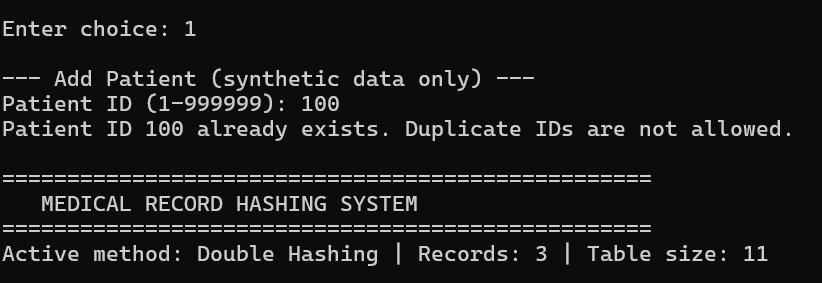 Enter choice: 1
--- Add Patient (synthetic data only) ---
Patient ID (1-999999): 100
Patient ID 100 already exists. Duplicate IDs are not allowed.
==================================================
MEDICAL RECORD HASHING SYSTEM
==================================================
Active method: Double Hashing | Records: 3 | Table size: 11